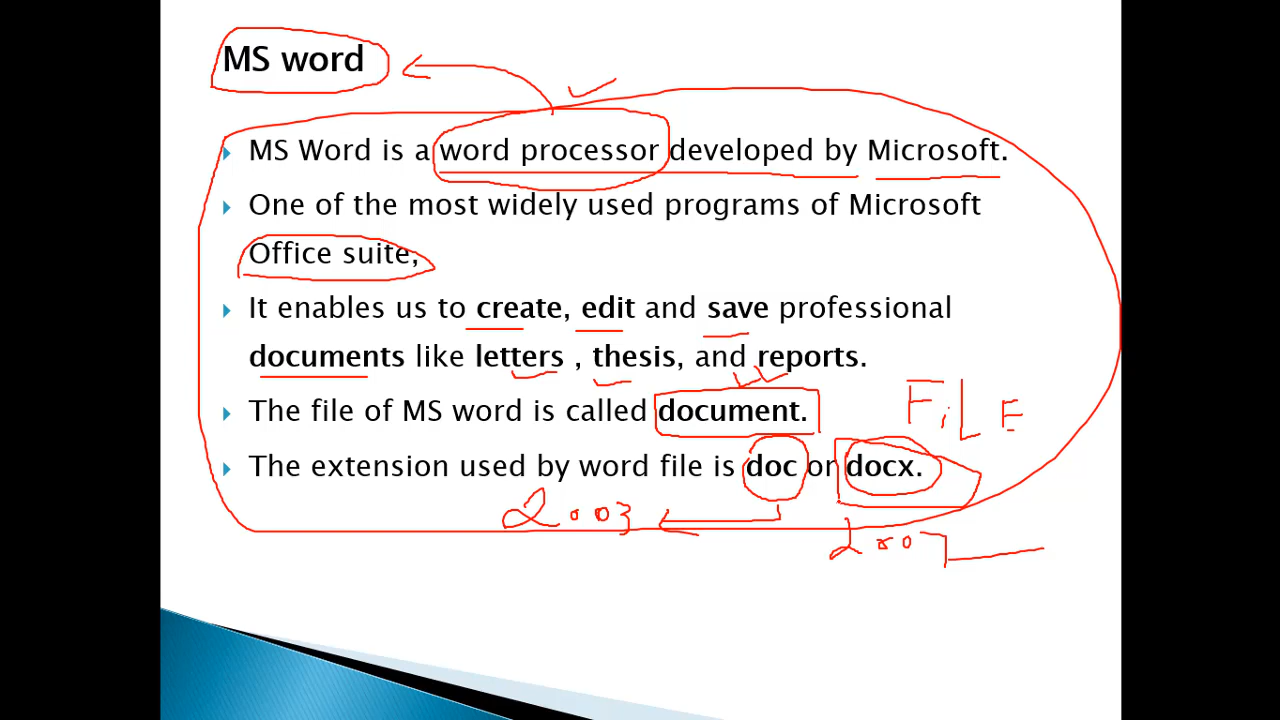 MS word
MS Word is a word processor developed by Microsoft.
One of the most widely used programs of Microsoft
Office suite,
It enables us to create, edit and save professional
documents like letters , thesis, and reports.
The file of MS word is called document.
FiLE
The extension used by word file is doc or docx.
2003
2007